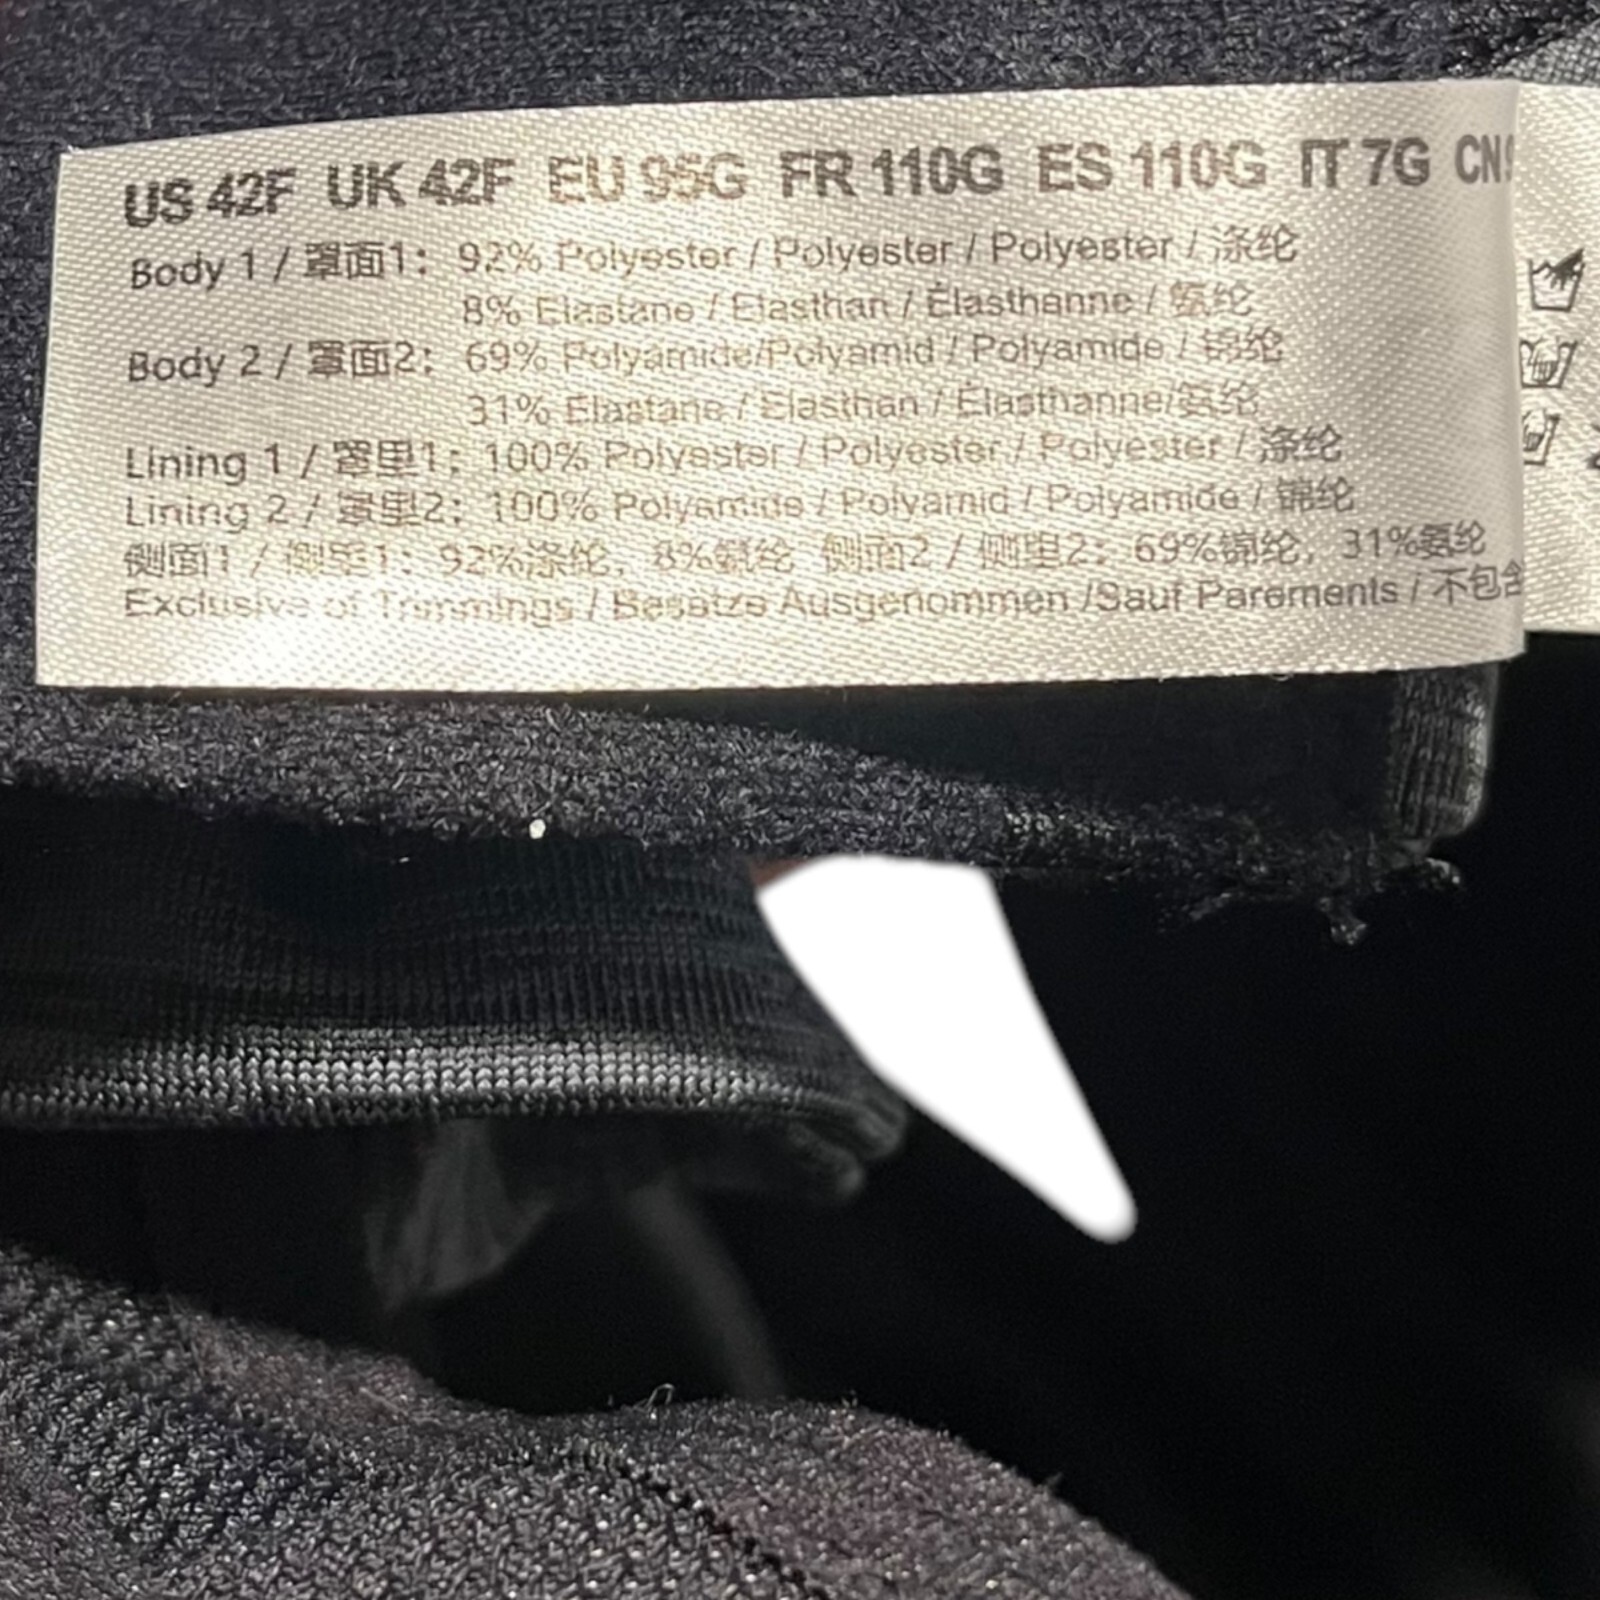 US 42F UK 42F EU 95G FR 110G ES 110G IT 7G CN
Body 1 / 罩面1: 92% Polyester / Polyester / Polyester / 涤纶
8% Elastane / Elasthan / Élasthanne / 氨纶
Body 2 / 罩面2: 69% Polyamide/Polyamid / Polyamide / 锦纶
31% Elastane / Elasthan / Élasthanne/氨纶
Lining 1 / 罩里1: 100% Polyester / Polyester / Polyester / 涤纶
Lining 2 / 罩里2: 100% Polyamide / Polyamid / Polyamide / 锦纶
侧面1 / 侧里1: 92%涤纶, 8%氨纶 侧面2 / 侧里2: 69%锦纶, 31%氨纶
Exclusive of Trimmings / Besatze Ausgenommen /Sauf Parements / 不包含